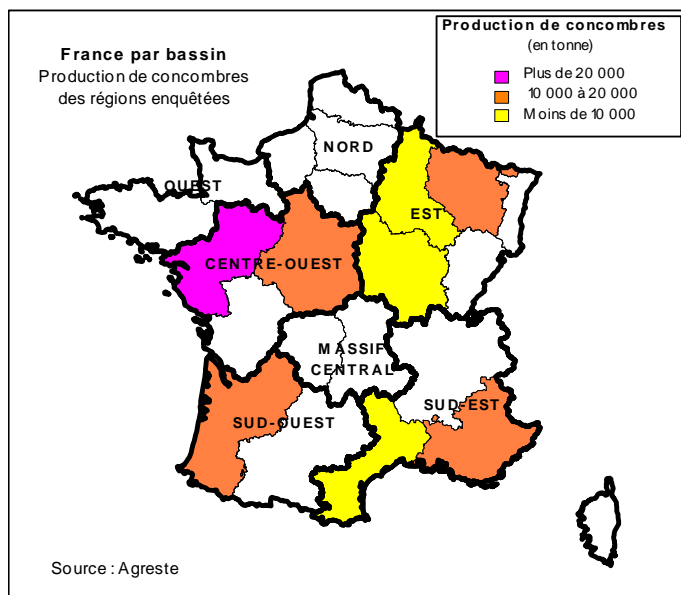 France par bassin
Production de concombres
des régions enquêtées
Production de concombres
(en tonne)
Plus de 20 000
10 000 à 20 000
Moins de 10 000
NORD
OUEST
EST
CENTRE-OUEST
MASSIF
CENTRAL
SUD-EST
SUD-OUEST
Source : Agreste